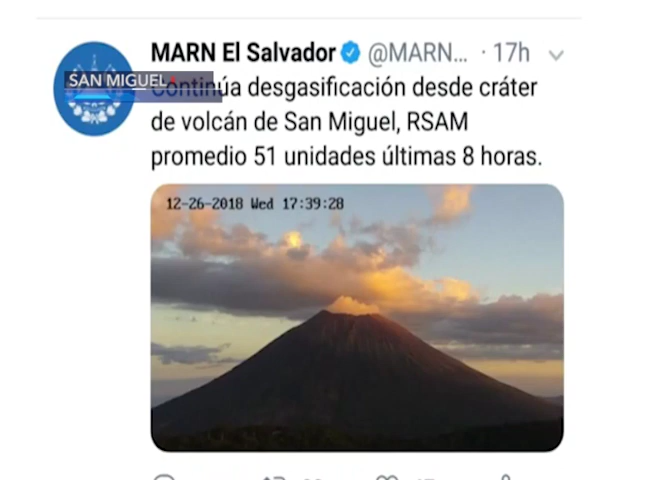 MARN El Salvador @MARN... · 17h
SAN MIGUEL
Continúa desgasificación desde cráter
de volcán de San Miguel, RSAM
promedio 51 unidades últimas 8 horas.
12-26-2018 Wed 17:39:28